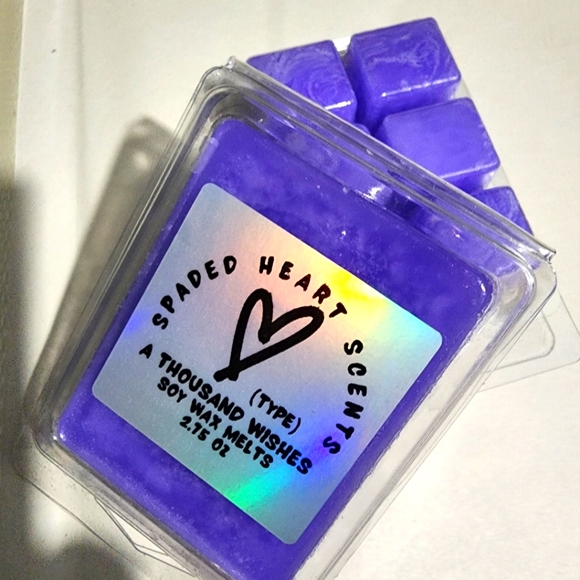 SPADED HEART SCENTS
(TYPE)
A THOUSAND WISHES
SOY WAX MELTS
2.75 OZ